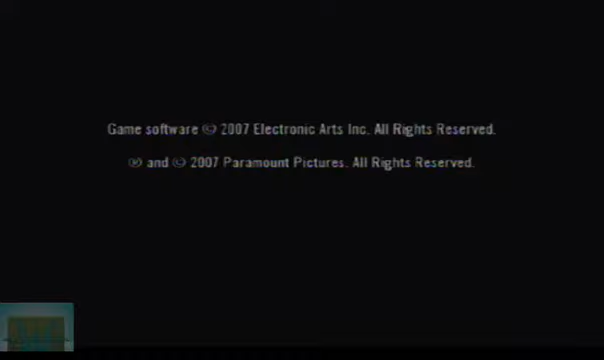 Game software © 2007 Electronic Arts Inc. All Rights Reserved.
® and © 2007 Paramount Pictures. All Rights Reserved.